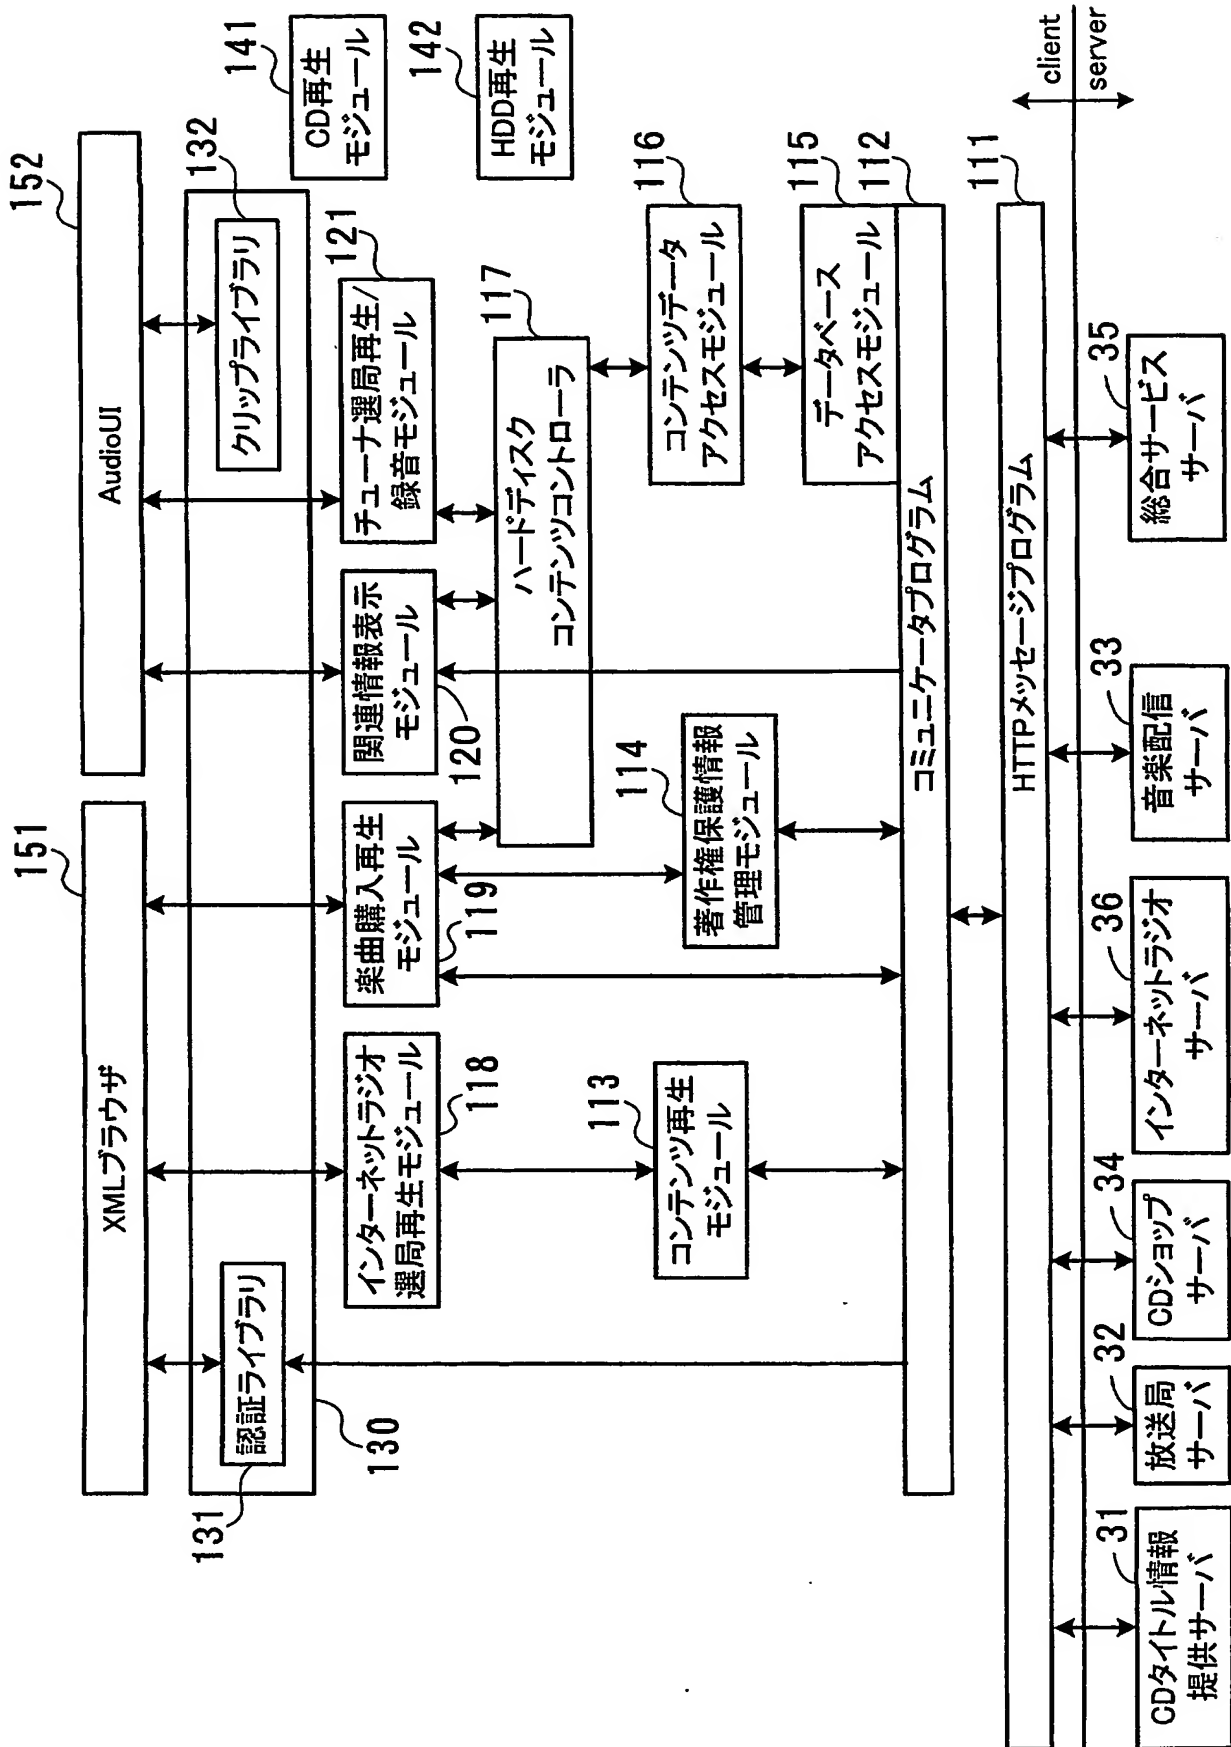 151
152
XMLブラウザ
AudioUI
131
認証ライブラリ
130
クリップライブラリ
132
CD再生
モジュール
141
HDD再生
モジュール
142
インターネットラジオ
選局再生モジュール
118
楽曲購入再生
モジュール
119
関連情報表示
モジュール
120
チューナ選局再生/
録音モジュール
121
ハードディスク
コンテンツコントローラ
117
コンテンツ再生
モジュール
113
著作権保護情報
管理モジュール
114
コンテンツデータ
アクセスモジュール
116
データベース
アクセスモジュール
115
コミュニケータプログラム
112
HTTPメッセージプログラム
111
client
server
CDタイトル情報
提供サーバ
31
放送局
サーバ
32
CDショップ
サーバ
34
インターネットラジオ
サーバ
36
音楽配信
サーバ
33
総合サービス
サーバ
35